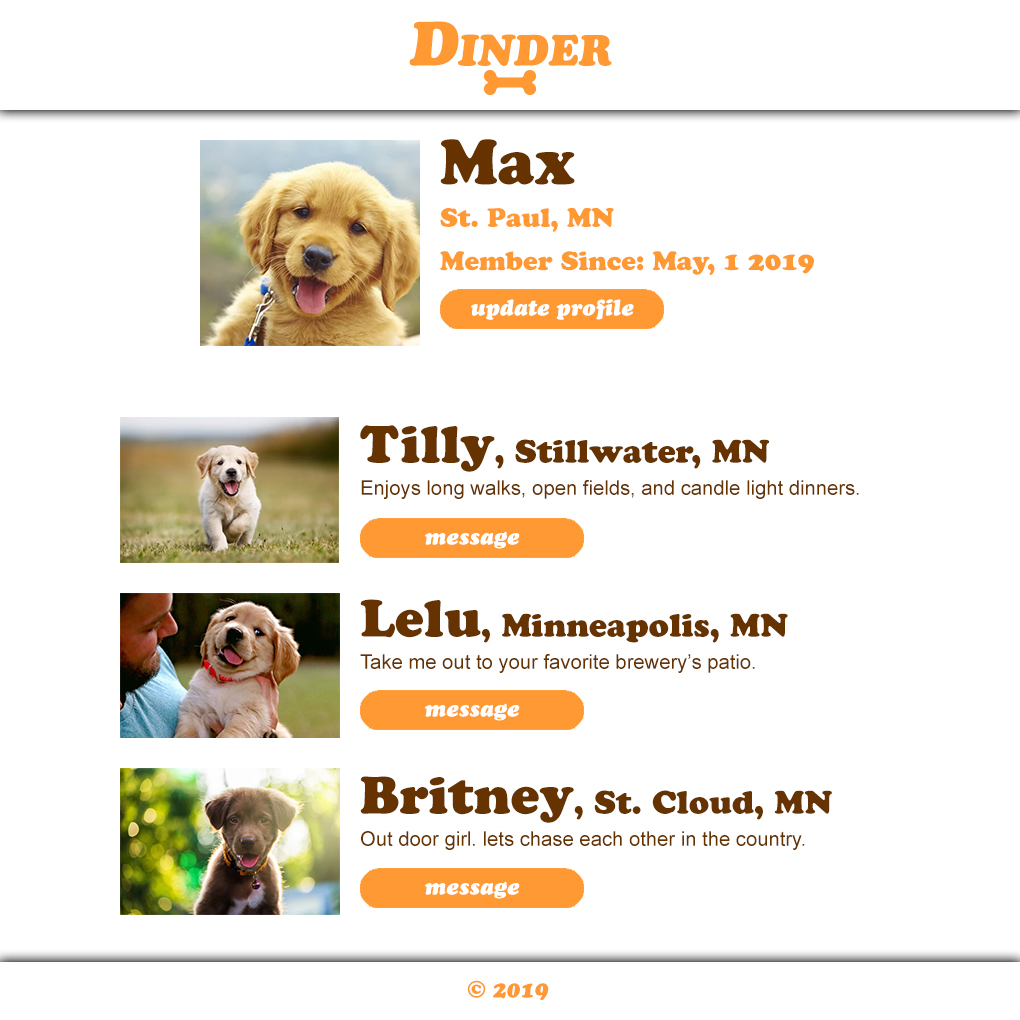 DINDER
Max
St. Paul, MN
Member Since: May, 1 2019
update profile
Tilly, Stillwater, MN
Enjoys long walks, open fields, and candle light dinners.
message
Lelu, Minneapolis, MN
Take me out to your favorite brewery’s patio.
message
Britney, St. Cloud, MN
Out door girl. lets chase each other in the country.
message
© 2019